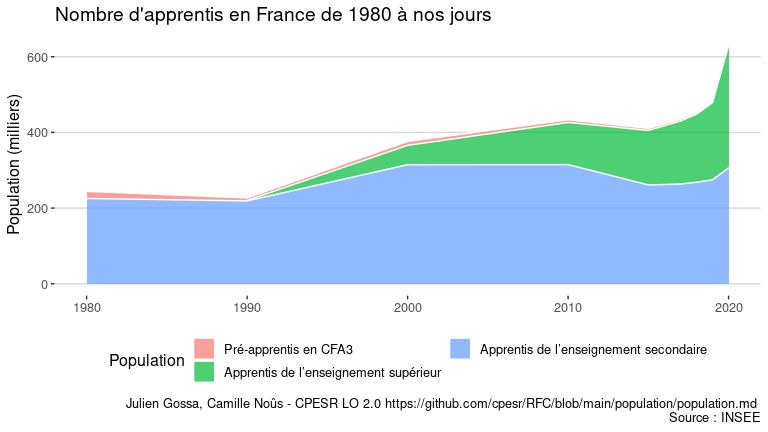 Nombre d'apprentis en France de 1980 à nos jours
Population (milliers)
600
400
200
0
1980 1990 2000 2010 2020
Population
Pré-apprentis en CFA3
Apprentis de l'enseignement secondaire
Apprentis de l'enseignement supérieur
Julien Gossa, Camille Noûs - CPESR LO 2.0 https://github.com/cpesr/RFC/blob/main/population/population.md
Source : INSEE